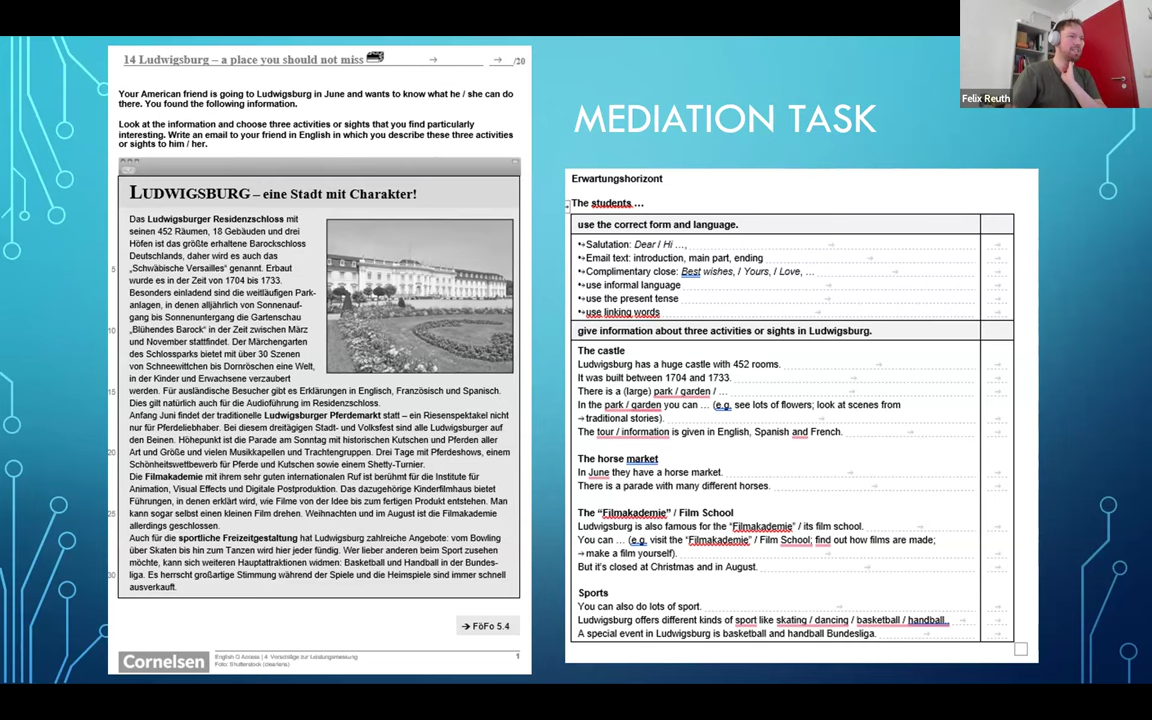 14 Ludwigsburg – a place you should not miss
/20
Your American friend is going to Ludwigsburg in June and wants to know what he / she can do
there. You found the following information.
Look at the information and choose three activities or sights that you find particularly
interesting. Write an email to your friend in English in which you describe these three activities
or sights to him / her.
LUDWIGSBURG – eine Stadt mit Charakter!
Das Ludwigsburger Residenzschloss mit
seinen 452 Räumen, 18 Gebäuden und drei
Höfen ist das größte erhaltene Barockschloss
Deutschlands, daher wird es auch das
5 „Schwäbische Versailles“ genannt. Erbaut
wurde es in der Zeit von 1704 bis 1733.
Besonders einladend sind die weitläufigen Park-
anlagen, in denen alljährlich von Sonnenauf-
gang bis Sonnenuntergang die Gartenschau
10 „Blühendes Barock“ in der Zeit zwischen März
und November stattfindet. Der Märchengarten
des Schlossparks bietet mit über 30 Szenen
von Schneewittchen bis Dornröschen eine Welt,
in der Kinder und Erwachsene verzaubert
15 werden. Für ausländische Besucher gibt es Erklärungen in Englisch, Französisch und Spanisch.
Dies gilt natürlich auch für die Audioführung im Residenzschloss.
Anfang Juni findet der traditionelle Ludwigsburger Pferdemarkt statt – ein Riesenspektakel nicht
nur für Pferdeliebhaber. Bei diesem dreitägigen Stadt- und Volksfest sind alle Ludwigsburger auf
den Beinen. Höhepunkt ist die Parade am Sonntag mit historischen Kutschen und Pferden aller
20 Art und Größe und vielen Musikkapellen und Trachtengruppen. Drei Tage mit Pferdeshows, einem
Schönheitswettbewerb für Pferde und Kutschen sowie einem Shetty-Turnier.
Die Filmakademie mit ihrem sehr guten internationalen Ruf ist berühmt für die Institute für
Animation, Visual Effects und Digitale Postproduktion. Das dazugehörige Kinderfilmhaus bietet
Führungen, in denen erklärt wird, wie Filme von der Idee bis zum fertigen Produkt entstehen. Man
25 kann sogar selbst einen kleinen Film drehen. Weihnachten und im August ist die Filmakademie
allerdings geschlossen.
Auch für die sportliche Freizeitgestaltung hat Ludwigsburg zahlreiche Angebote: vom Bowling
über Skaten bis hin zum Tanzen wird hier jeder fündig. Wer lieber anderen beim Sport zusehen
möchte, kann sich weiteren Hauptattraktionen widmen: Basketball und Handball in der Bundes-
30 liga. Es herrscht großartige Stimmung während der Spiele und die Heimspiele sind immer schnell
ausverkauft.
→ FöFo 5.4
Cornelsen
English G Access | 4 Vorschläge zur Leistungsmessung
Foto: Shutterstock
1
MEDIATION TASK
Erwartungshorizont
The students …
use the correct form and language.
• Salutation: Dear / Hi …,
• Email text: introduction, main part, ending
• Complimentary close: Best wishes, / Yours, / Love, …
• use informal language
• use the present tense
• use linking words
give information about three activities or sights in Ludwigsburg.
The castle
Ludwigsburg has a huge castle with 452 rooms.
It was built between 1704 and 1733.
There is a (large) park / garden / …
In the park / garden you can … (e.g. see lots of flowers; look at scenes from
traditional stories).
The tour / information is given in English, Spanish and French.
The horse market
In June they have a horse market.
There is a parade with many different horses.
The “Filmakademie” / Film School
Ludwigsburg is also famous for the “Filmakademie” / its film school.
You can … (e.g. visit the “Filmakademie” / Film School; find out how films are made;
make a film yourself).
But it's closed at Christmas and in August.
Sports
You can also do lots of sport.
Ludwigsburg offers different kinds of sport like skating / dancing / basketball / handball.
A special event in Ludwigsburg is basketball and handball Bundesliga.
Felix Reuth